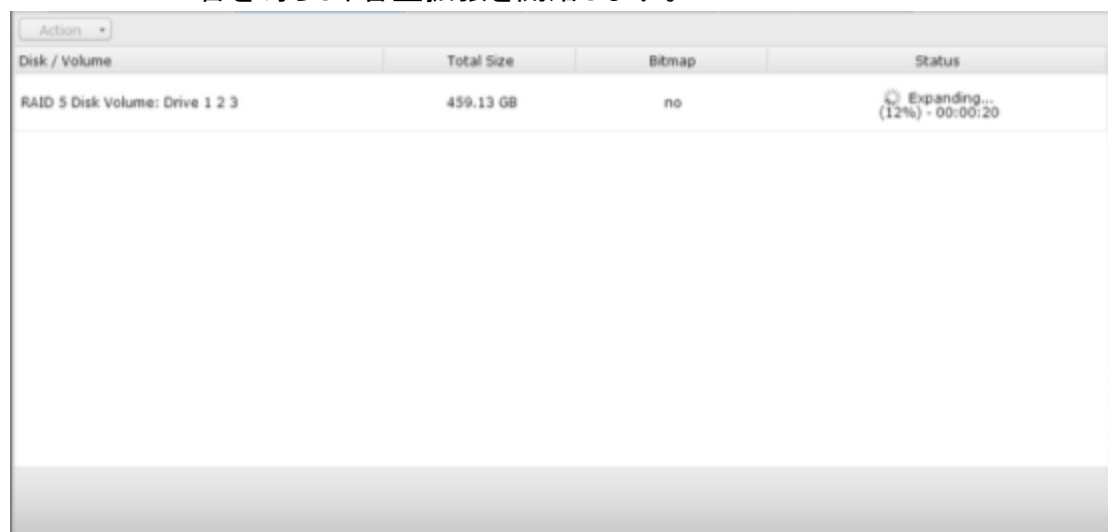 Action
Disk / Volume Total Size Bitmap Status
RAID 5 Disk Volume: Drive 1 2 3 459.13 GB no Expanding...
(12%) - 00:00:20